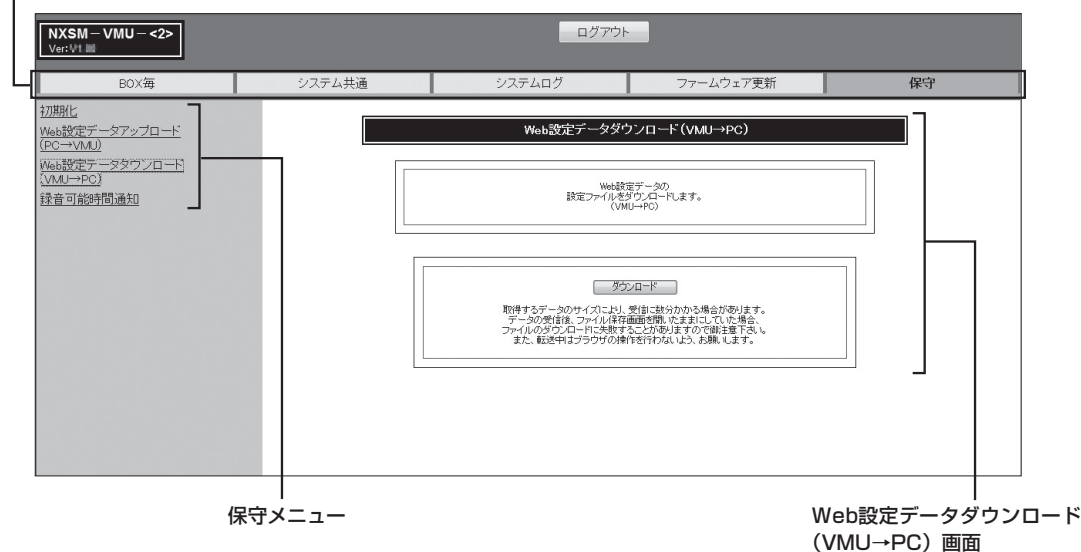 NXSM－VMU－<2>
ログアウト
Ver:
BOX毎
システム共通
システムログ
ファームウェア更新
保守
初期化
Web設定データアップロード
(PC→VMU)
Web設定データダウンロード
(VMU→PC)
録音可能時間通知
Web設定データダウンロード(VMU→PC)
Web設定データの
設定ファイルをダウンロードします。
(VMU→PC)
ダウンロード
取得するデータのサイズにより、受信に数分かかる場合があります。
データの受信後、ファイル保存画面を開いたままにしていた場合、
ファイルのダウンロードに失敗することがありますので御注意下さい。
また、転送中はブラウザの操作を行わないよう、お願いします。
保守メニュー
Web設定データダウンロード
（VMU→PC）画面